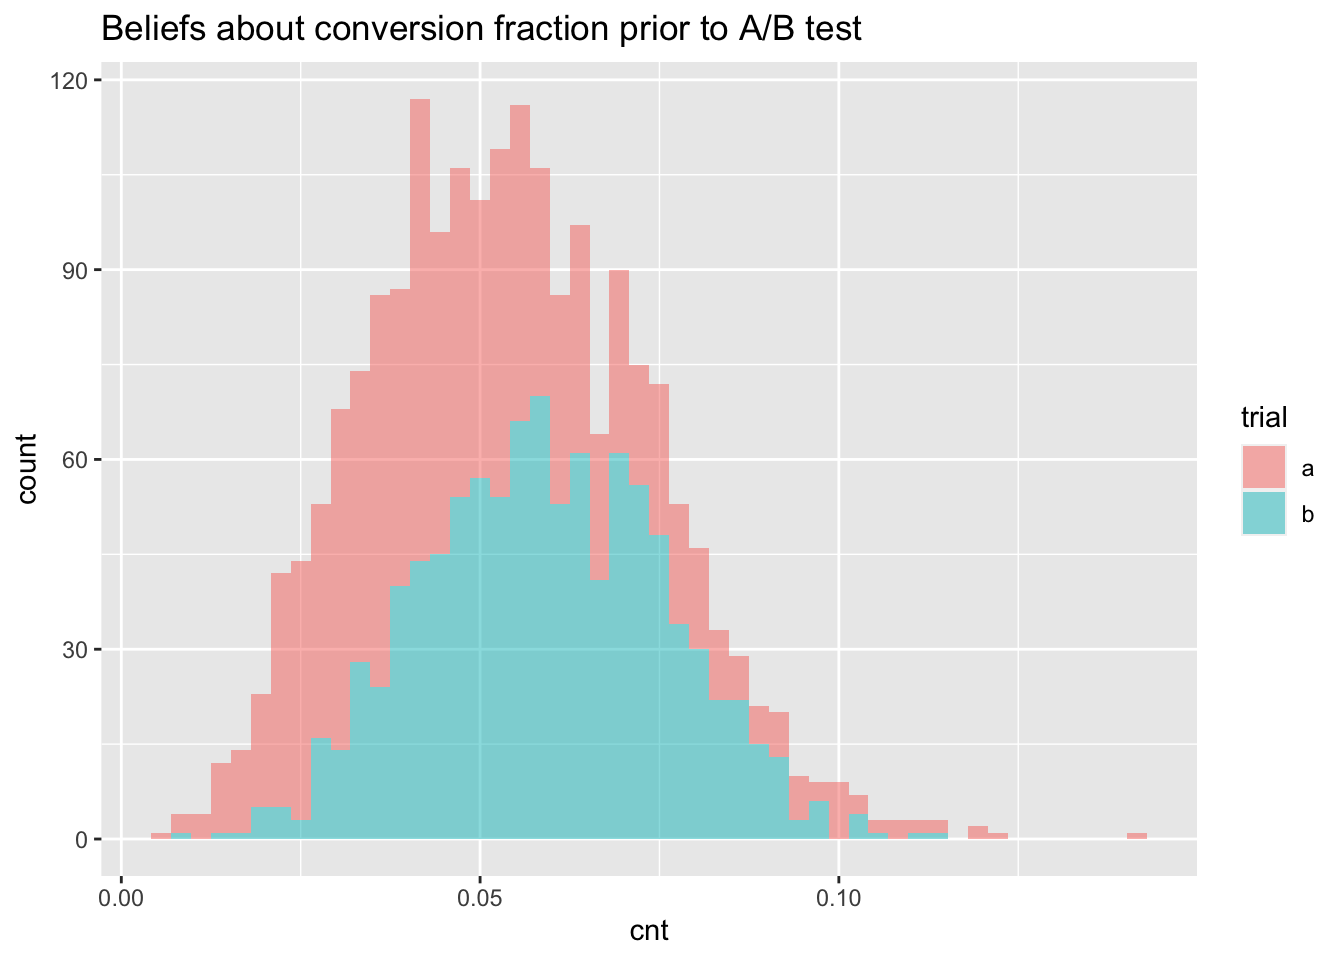 Beliefs about conversion fraction prior to A/B test
120
90
60
30
0
count
0.00
0.05
0.10
cnt
trial
a
b